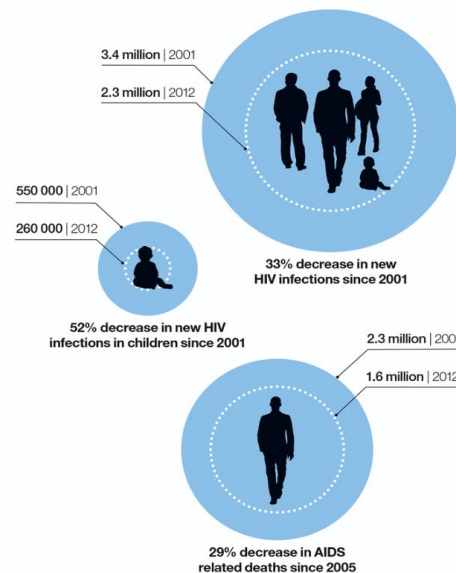 3.4 million | 2001
2.3 million | 2012
550 000 | 2001
260 000 | 2012
33% decrease in new
HIV infections since 2001
52% decrease in new HIV
infections in children since 2001
2.3 million |
1.6 million | 2012
29% decrease in AIDS
related deaths since 2005